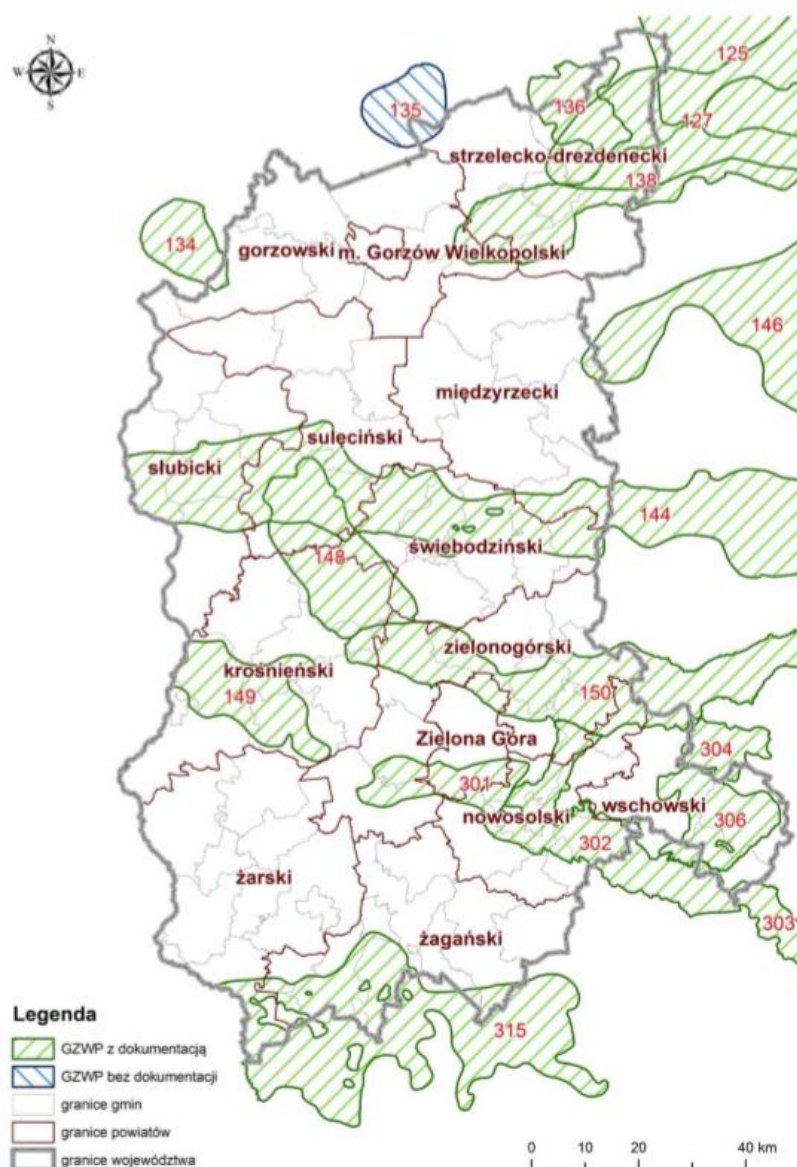 N
W E
S
125
135
136
127
strzelecko-drezdenecki
138
134
gorzowski m. Gorzów Wielkopolski
146
międzyrzecki
sulęciński
słubicki
144
świebodziński
148
zielonogórski
krośnieński
149
150
Zielona Góra
304
301
wschowski
306
nowosolski
302
żarski
303
żagański
315
Legenda
GZWP z dokumentacją
GZWP bez dokumentacji
granice gmin
granice powiatów
granice województwa
0 10 20 40 km